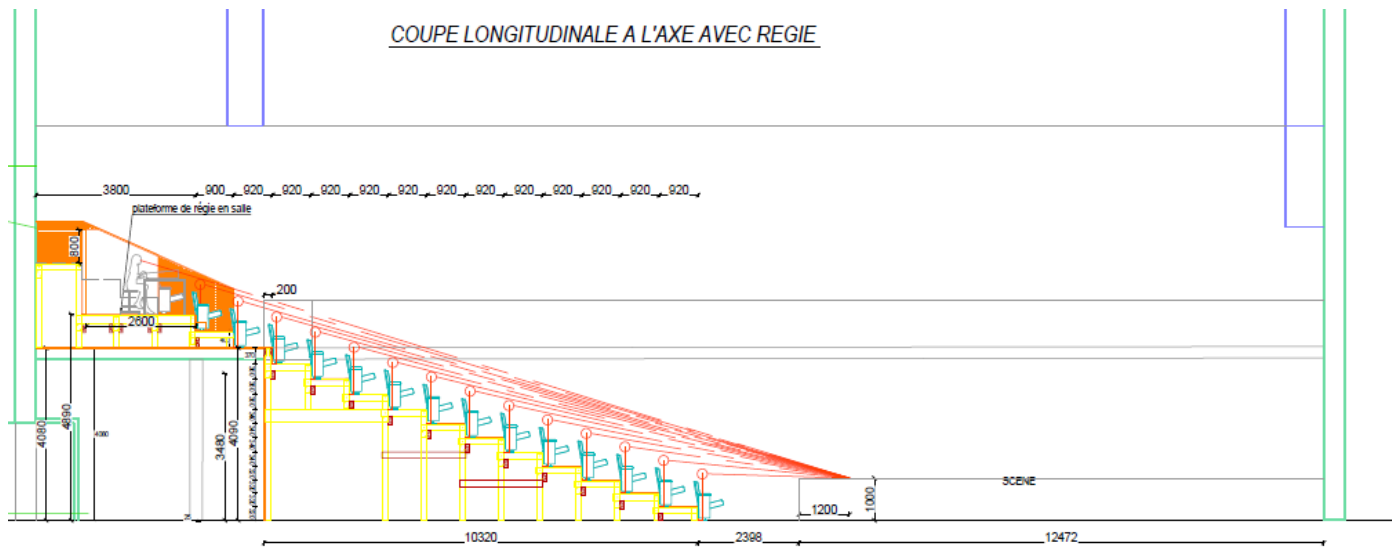 COUPE LONGITUDINALE A L'AXE AVEC REGIE
3800 900 920 920 920 920 920 920 920 920 920 920 920 920
plateforme de régie en salle
800
200
2600
4080
4890
3480
4090
SCENE
1200
1000
10320 2398 12472